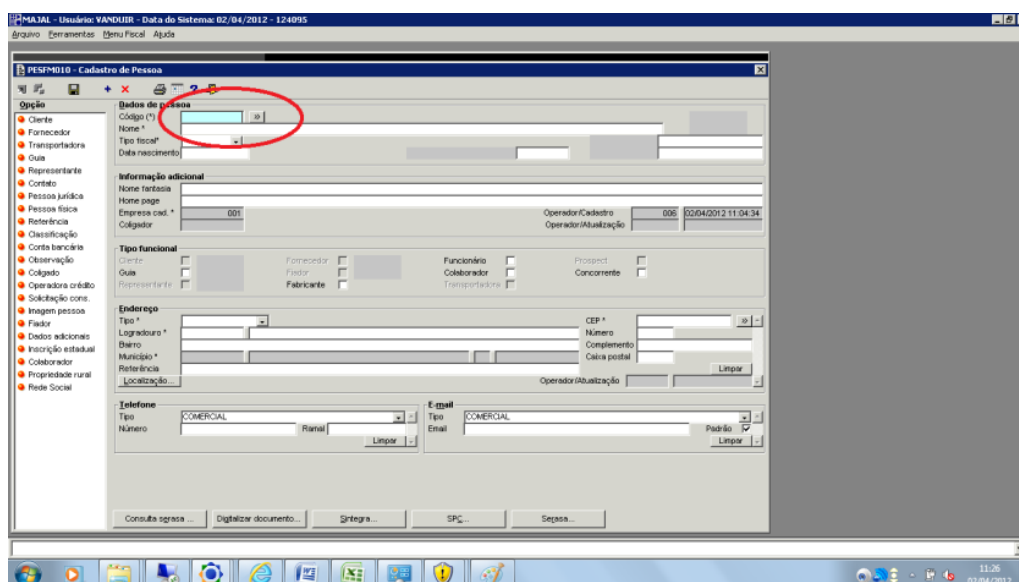 MAJAL - Usuário: VANDUIR - Data do Sistema: 02/04/2012 - 124095
Arquivo Ferramentas Menu Fiscal Ajuda
PESFM010 - Cadastro de Pessoa
Opção
Cliente
Fornecedor
Transportadora
Guia
Representante
Contato
Pessoa jurídica
Pessoa física
Referência
Classificação
Conta bancária
Observação
Coligado
Operadora crédito
Solicitação cons.
Imagem pessoa
Fiador
Dados adicionais
Inscrição estadual
Colaborador
Propriedade rural
Rede Social
Dados de pessoa
Código (*)
Nome *
Tipo fiscal*
Data nascimento
Informação adicional
Nome fantasia
Home page
Empresa cad. * 001 Operador/Cadastro 006 02/04/2012 11:04:34
Coligador Operador/Atualização
Tipo funcional
Cliente Fornecedor Funcionário Prospect
Guia Fiador Colaborador Concorrente
Representante Fabricante Transportadora
Endereço
Tipo * CEP *
Logradouro * Número
Bairro Complemento
Município * Caixa postal
Referência Limpar
Localização... Operador/Atualização
Telefone
Tipo COMERCIAL
Número Ramal
Limpar
E-mail
Tipo COMERCIAL
Email Padrão
Limpar
Consulta serasa ... Digitalizar documento... Sintegra... SPC... Serasa...
11:26
02/04/2012